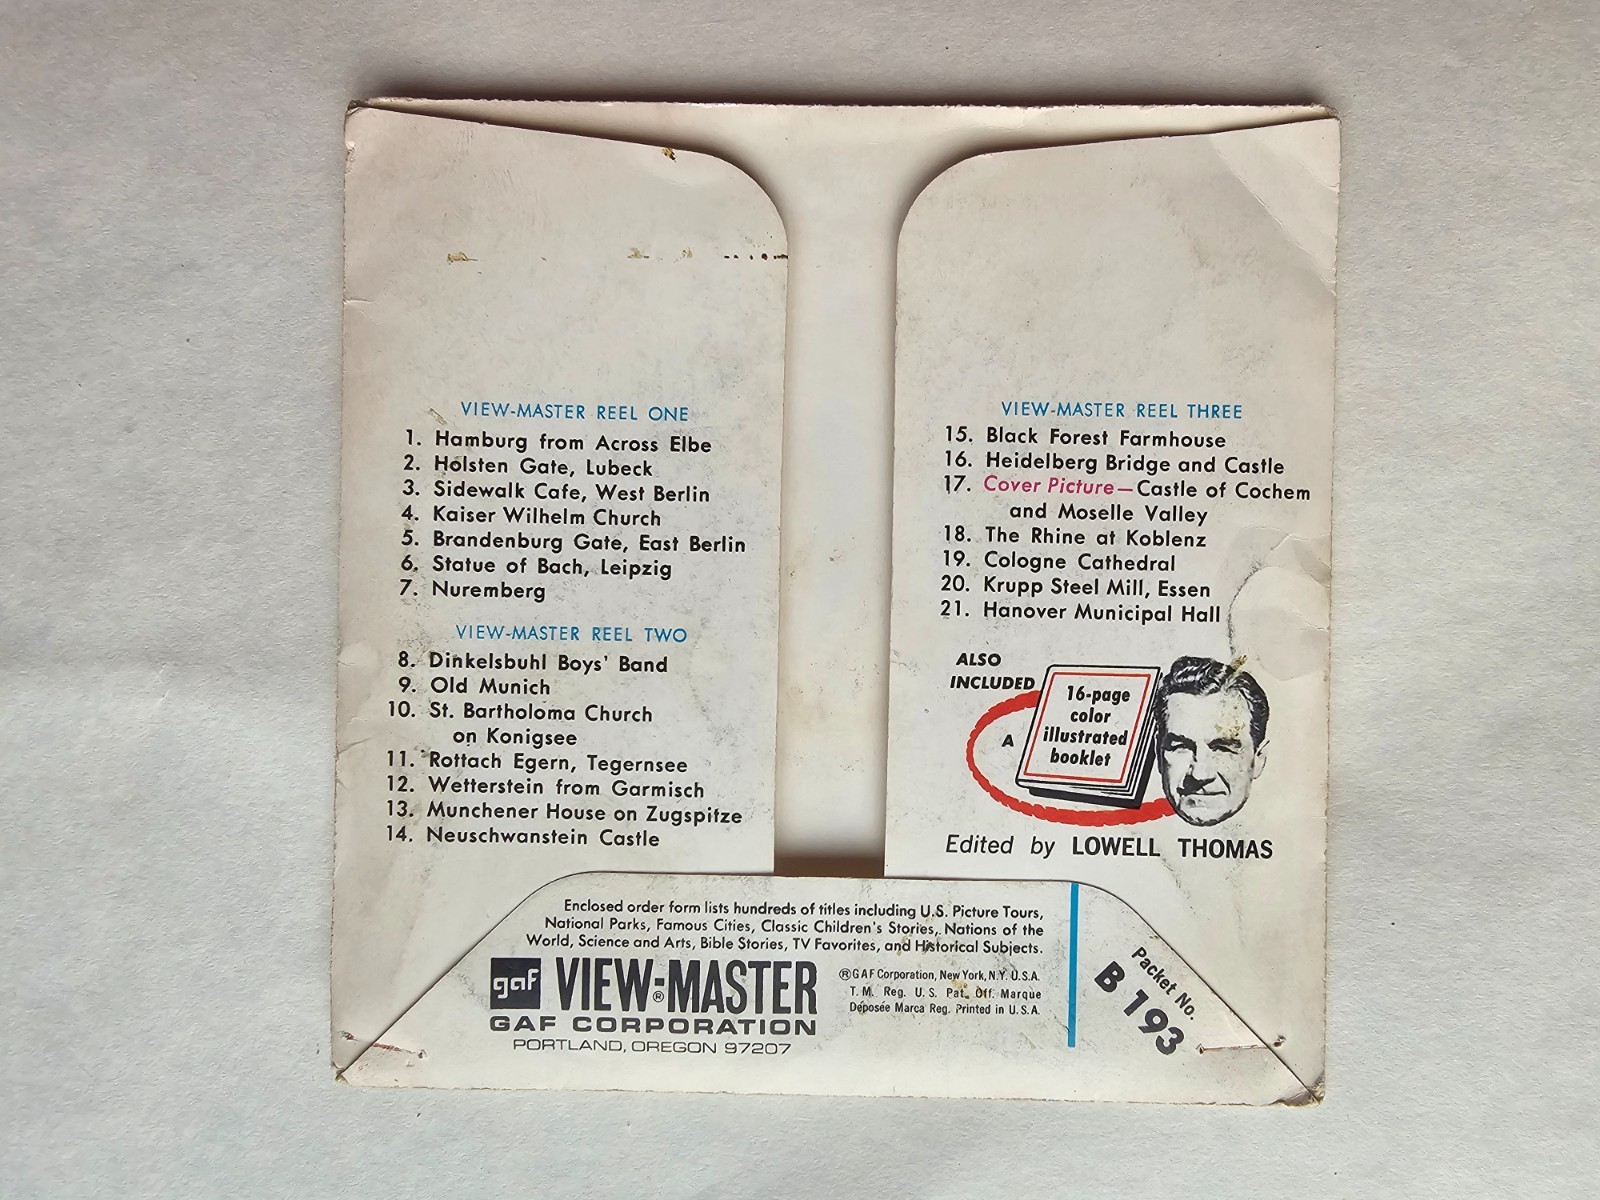 VIEW-MASTER REEL ONE
1. Hamburg from Across Elbe
2. Holsten Gate, Lubeck
3. Sidewalk Cafe, West Berlin
4. Kaiser Wilhelm Church
5. Brandenburg Gate, East Berlin
6. Statue of Bach, Leipzig
7. Nuremberg
VIEW-MASTER REEL TWO
8. Dinkelsbuhl Boys' Band
9. Old Munich
10. St. Bartholoma Church
on Konigsee
11. Rottach Egern, Tegernsee
12. Wetterstein from Garmisch
13. Munchener House on Zugspitze
14. Neuschwanstein Castle
VIEW-MASTER REEL THREE
15. Black Forest Farmhouse
16. Heidelberg Bridge and Castle
17. Cover Picture—Castle of Cochem
and Moselle Valley
18. The Rhine at Koblenz
19. Cologne Cathedral
20. Krupp Steel Mill, Essen
21. Hanover Municipal Hall
ALSO
INCLUDED
A
16-page
color
illustrated
booklet
Edited by LOWELL THOMAS
Enclosed order form lists hundreds of titles including U.S. Picture Tours,
National Parks, Famous Cities, Classic Children's Stories, Nations of the
World, Science and Arts, Bible Stories, TV Favorites, and Historical Subjects.
gaf VIEW-MASTER®
GAF CORPORATION
PORTLAND, OREGON 97207
®GAF Corporation, New York, N.Y. U.S.A.
T.M. Reg. U.S. Pat. Off. Marque
Déposée Marca Reg. Printed in U.S.A.
Packet No.
B 193